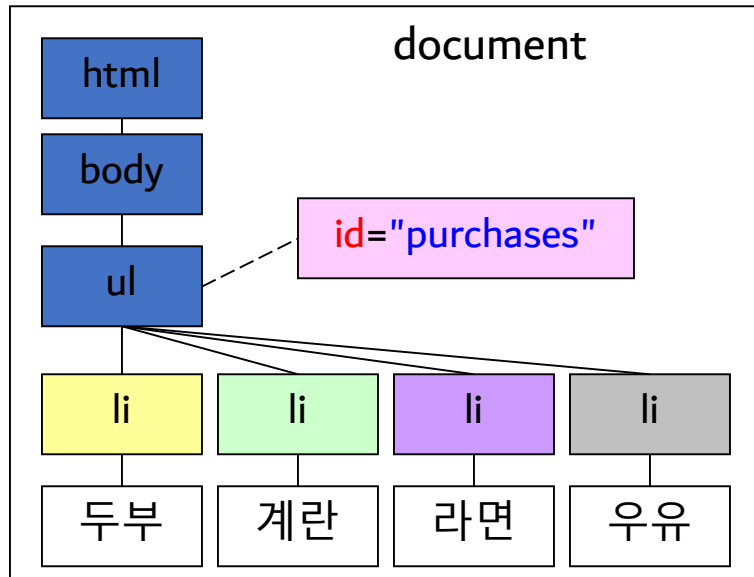 document
html
body
id="purchases"
ul
li li li li
두부 계란 라면 우유